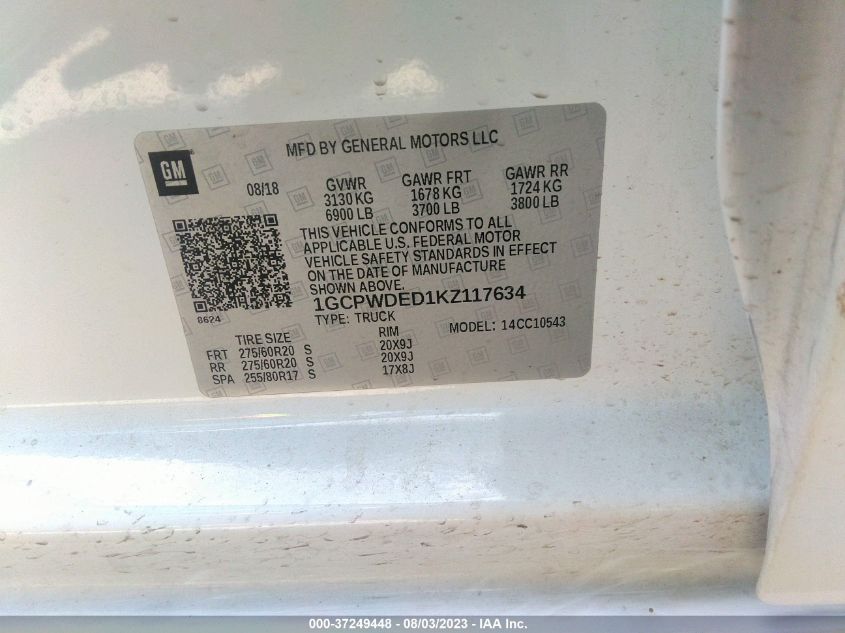 MFD BY GENERAL MOTORS LLC
GM
08/18
GVWR GAWR FRT GAWR RR
3130 KG 1678 KG 1724 KG
6900 LB 3700 LB 3800 LB
THIS VEHICLE CONFORMS TO ALL
APPLICABLE U.S. FEDERAL MOTOR
VEHICLE SAFETY STANDARDS IN EFFECT
ON THE DATE OF MANUFACTURE
SHOWN ABOVE.
8624
1GCPWDED1KZ117634
TYPE: TRUCK MODEL: 14CC10543
TIRE SIZE RIM
FRT 275/60R20 S 20X9J
RR 275/60R20 S 20X9J
SPA 255/80R17 S 17X8J
000-37249448 - 08/03/2023 - IAA Inc.